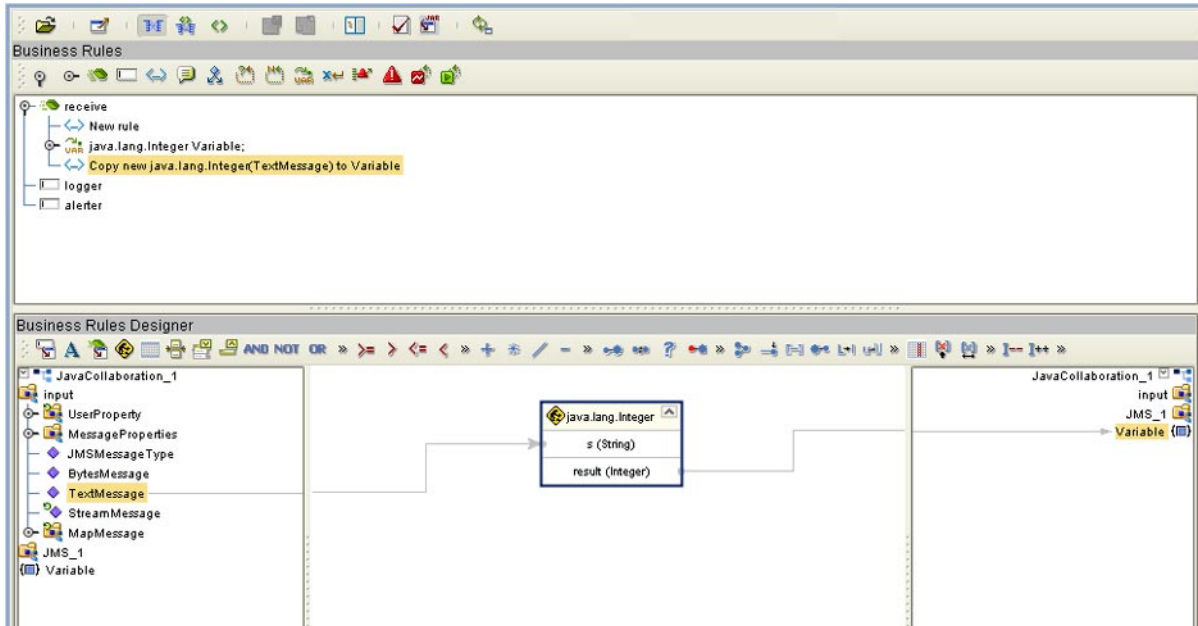 Business Rules
receive
New rule
java.lang.Integer Variable;
Copy new java.lang.Integer(TextMessage) to Variable
logger
alerter
Business Rules Designer
A AND NOT OR » >= > <= < » + * / - » ? » » » I-- I++ »
JavaCollaboration_1
input
UserProperty
MessageProperties
JMSMessageType
BytesMessage
TextMessage
StreamMessage
MapMessage
JMS_1
Variable
java.lang.Integer
s (String)
result (Integer)
JavaCollaboration_1
input
JMS_1
Variable